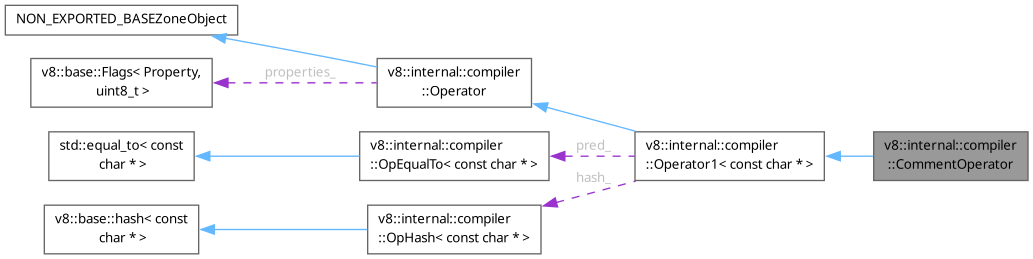 NON_EXPORTED_BASEZoneObject
v8::base::Flags< Property,
uint8_t >
properties_
v8::internal::compiler
::Operator
std::equal_to< const
char * >
v8::internal::compiler
::OpEqualTo< const char * >
pred_
hash_
v8::internal::compiler
::Operator1< const char * >
v8::internal::compiler
::CommentOperator
v8::base::hash< const
char * >
v8::internal::compiler
::OpHash< const char * >